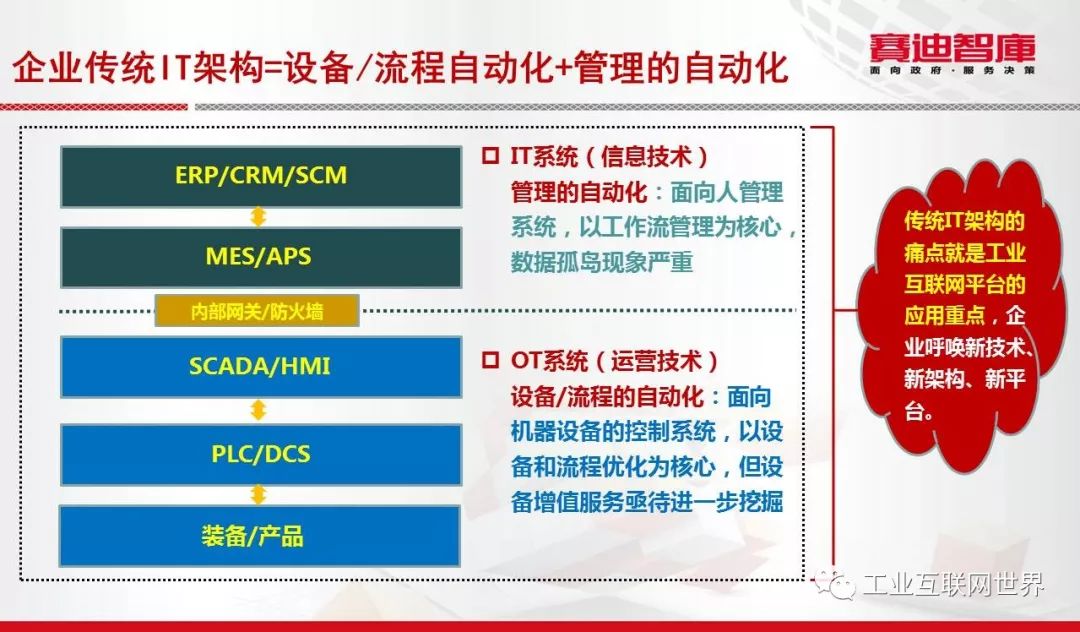 企业传统IT架构=设备/流程自动化+管理的自动化
赛迪智庫
面向政府·服务决策
ERP/CRM/SCM
MES/APS
内部网关/防火墙
SCADA/HMI
PLC/DCS
装备/产品
IT系统（信息技术）
管理的自动化：面向人管理
系统，以工作流管理为核心，
数据孤岛现象严重
OT系统（运营技术）
设备/流程的自动化：面向
机器设备的控制系统，以设
备和流程优化为核心，但设
备增值服务亟待进一步挖掘
传统IT架构的
痛点就是工业
互联网平台的
应用重点，企
业呼唤新技术、
新架构、新平
台。
工业互联网世界